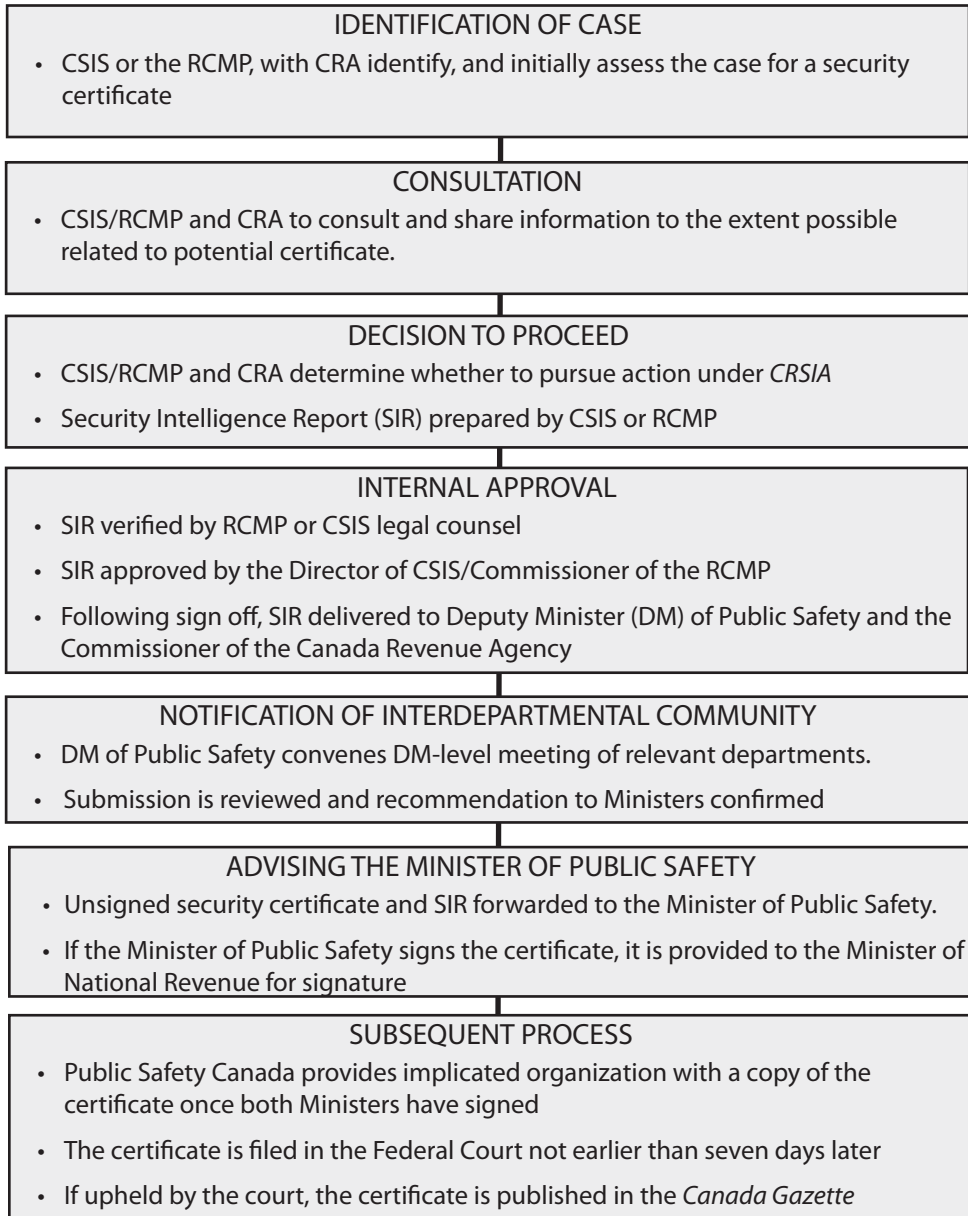 IDENTIFICATION OF CASE
• CSIS or the RCMP, with CRA identify, and initially assess the case for a security
certificate
CONSULTATION
• CSIS/RCMP and CRA to consult and share information to the extent possible
related to potential certificate.
DECISION TO PROCEED
• CSIS/RCMP and CRA determine whether to pursue action under CRSIA
• Security Intelligence Report (SIR) prepared by CSIS or RCMP
INTERNAL APPROVAL
• SIR verified by RCMP or CSIS legal counsel
• SIR approved by the Director of CSIS/Commissioner of the RCMP
• Following sign off, SIR delivered to Deputy Minister (DM) of Public Safety and the
Commissioner of the Canada Revenue Agency
NOTIFICATION OF INTERDEPARTMENTAL COMMUNITY
• DM of Public Safety convenes DM-level meeting of relevant departments.
• Submission is reviewed and recommendation to Ministers confirmed
ADVISING THE MINISTER OF PUBLIC SAFETY
• Unsigned security certificate and SIR forwarded to the Minister of Public Safety.
• If the Minister of Public Safety signs the certificate, it is provided to the Minister of
National Revenue for signature
SUBSEQUENT PROCESS
• Public Safety Canada provides implicated organization with a copy of the
certificate once both Ministers have signed
• The certificate is filed in the Federal Court not earlier than seven days later
• If upheld by the court, the certificate is published in the Canada Gazette